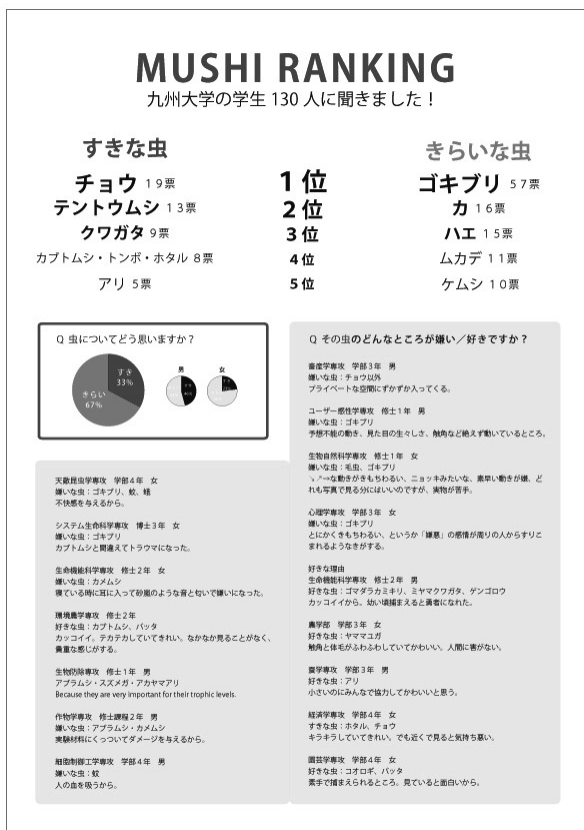 MUSHI RANKING
九州大学の学生 130 人に聞きました！
すきな虫
きらいな虫
チョウ 19票
1 位
ゴキブリ 57票
テントウムシ 13票
2 位
カ 16票
クワガタ 9票
3 位
ハエ 15票
カブトムシ・トンボ・ホタル 8票
4 位
ムカデ 11票
アリ 5票
5 位
ケムシ 10票
Q 虫についてどう思いますか？
すき
33%
きらい
67%
男
女
天敵昆虫学専攻 学部４年 女
嫌いな虫：ゴキブリ、蚊、蛾
不快感を与えるから。
システム生命科学専攻 博士３年 女
嫌いな虫：ゴキブリ
カブトムシと間違えてトラウマになった。
生命機能科学専攻 修士２年 女
嫌いな虫：カメムシ
寝ている時に耳に入って砂嵐のような音と匂いで嫌いになった。
環境農学専攻 修士２年
好きな虫：カブトムシ、バッタ
カッコイイ。テカテカしていてきれい。なかなか見ることがなく、
貴重な感じがする。
生物防除専攻 修士１年 男
アブラムシ・スズメガ・アカヤマアリ
Because they are very important for their trophic levels.
作物学専攻 修士課程２年 男
嫌いな虫：アブラムシ・カメムシ
実験材料にくっついてダメージを与えるから。
細胞制御工学専攻 学部４年 男
嫌いな虫：蚊
人の血を吸うから。
Q その虫のどんなところが嫌い／好きですか？
畜産学専攻 学部３年 男
嫌いな虫：チョウ以外
プライベートな空間にずかずか入ってくる。
ユーザー感性学専攻 修士１年 男
嫌いな虫：ゴキブリ
予想不能の動き、見た目の生々しさ、触角など絶えず動いているところ。
生物自然科学専攻 修士１年 女
嫌いな虫：毛虫、ゴキブリ
↘↗→な動きがきもちわるい、ニョッキみたいな、素早い動きが嫌、ど
れも写真で見る分にはいいのですが、実物が苦手。
心理学専攻 学部３年 女
嫌いな虫：ゴキブリ
とにかくきもちわるい、というか「嫌悪」の感情が周りの人からすりこ
まれるようなきがする。
好きな理由
生命機能科学専攻 修士２年 男
好きな虫：ゴマダラカミキリ、ミヤマクワガタ、ゲンゴロウ
カッコイイから、幼い頃捕まえると勇者になれた。
農学部 学部３年 女
好きな虫：ヤママユガ
触角と体毛がふわふわしていてかわいい。人間に害がない。
蚕学専攻 学部３年 男
好きな虫：アリ
小さいのにみんなで協力してかわいいと思う。
経済学専攻 学部４年 女
すきな虫：ホタル、チョウ
キラキラしていてきれい。でも近くで見ると気持ち悪い。
園芸学専攻 学部４年 女
好きな虫：コオロギ、バッタ
素手で捕まえられるところ。見ていると面白いから。